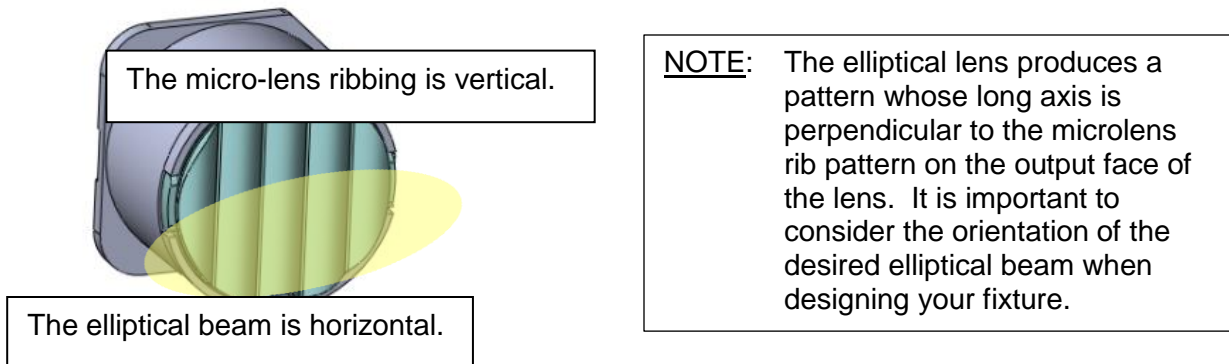 The micro-lens ribbing is vertical.
The elliptical beam is horizontal.
NOTE: The elliptical lens produces a
pattern whose long axis is
perpendicular to the microlens
rib pattern on the output face of
the lens. It is important to
consider the orientation of the
desired elliptical beam when
designing your fixture.